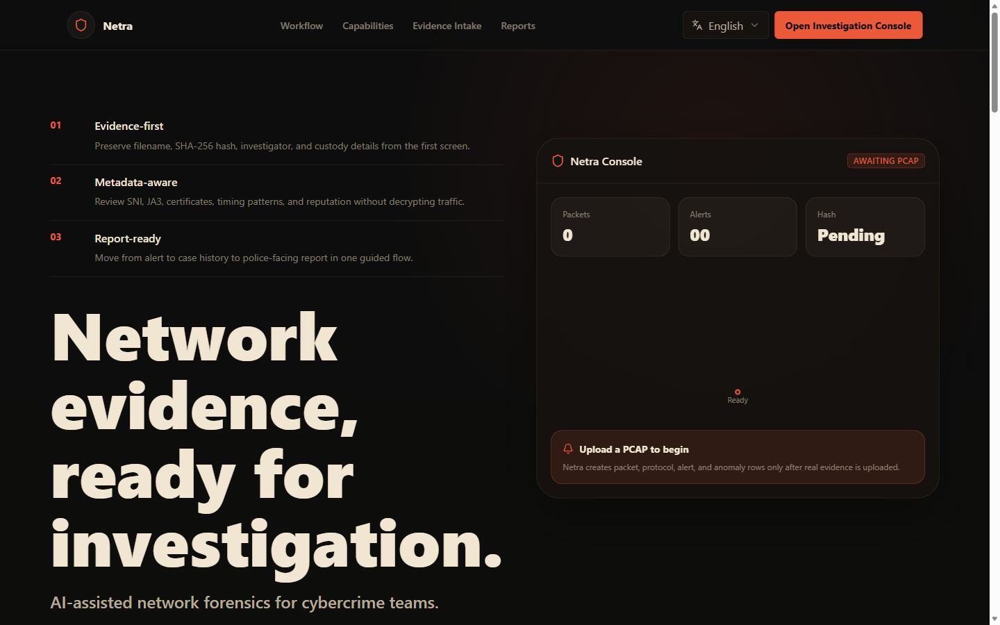 Netra
Workflow
Capabilities
Evidence Intake
Reports
English
Open Investigation Console
01
Evidence-first
Preserve filename, SHA-256 hash, investigator, and custody details from the first screen.
02
Metadata-aware
Review SNI, JA3, certificates, timing patterns, and reputation without decrypting traffic.
03
Report-ready
Move from alert to case history to police-facing report in one guided flow.
Network
evidence,
ready for
investigation.
AI-assisted network forensics for cybercrime teams.
Netra Console
AWAITING PCAP
Packets
0
Alerts
00
Hash
Pending
Ready
Upload a PCAP to begin
Netra creates packet, protocol, alert, and anomaly rows only after real evidence is uploaded.